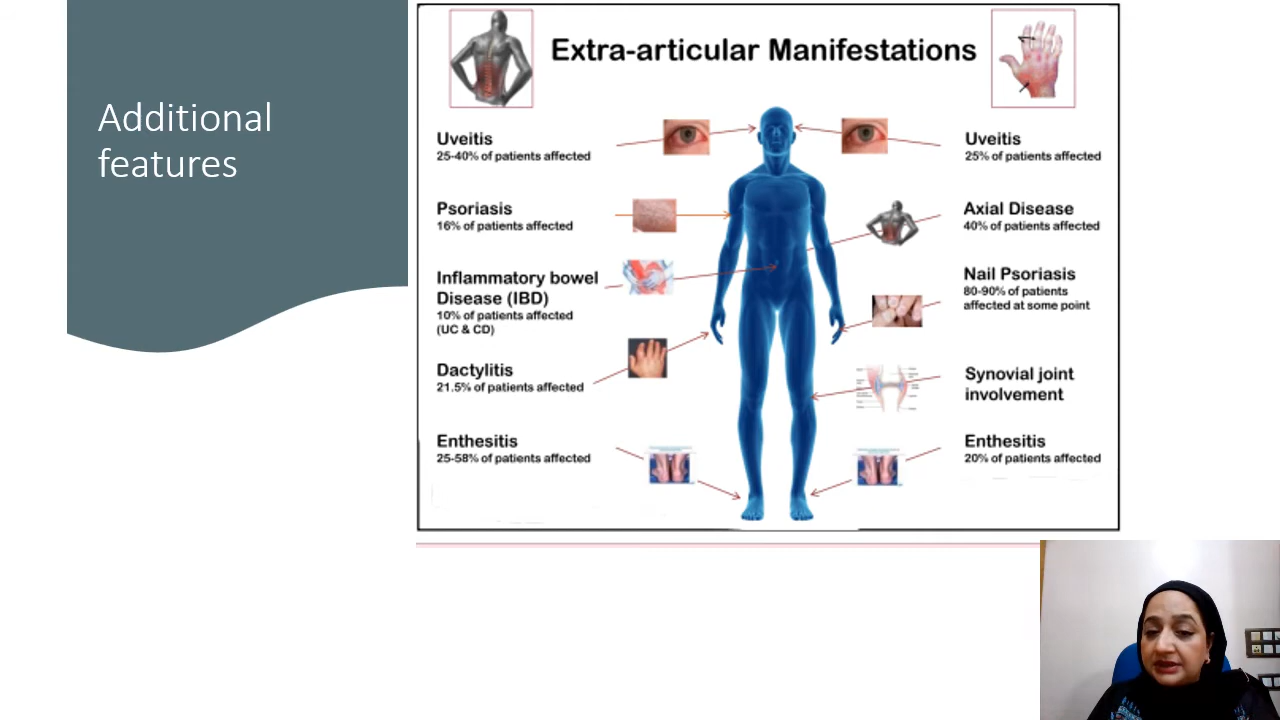 Additional
features
Extra-articular Manifestations
Uveitis
25-40% of patients affected
Psoriasis
16% of patients affected
Inflammatory bowel
Disease (IBD)
10% of patients affected
(UC & CD)
Dactylitis
21.5% of patients affected
Enthesitis
25-58% of patients affected
Uveitis
25% of patients affected
Axial Disease
40% of patients affected
Nail Psoriasis
80-90% of patients
affected at some point
Synovial joint
involvement
Enthesitis
20% of patients affected